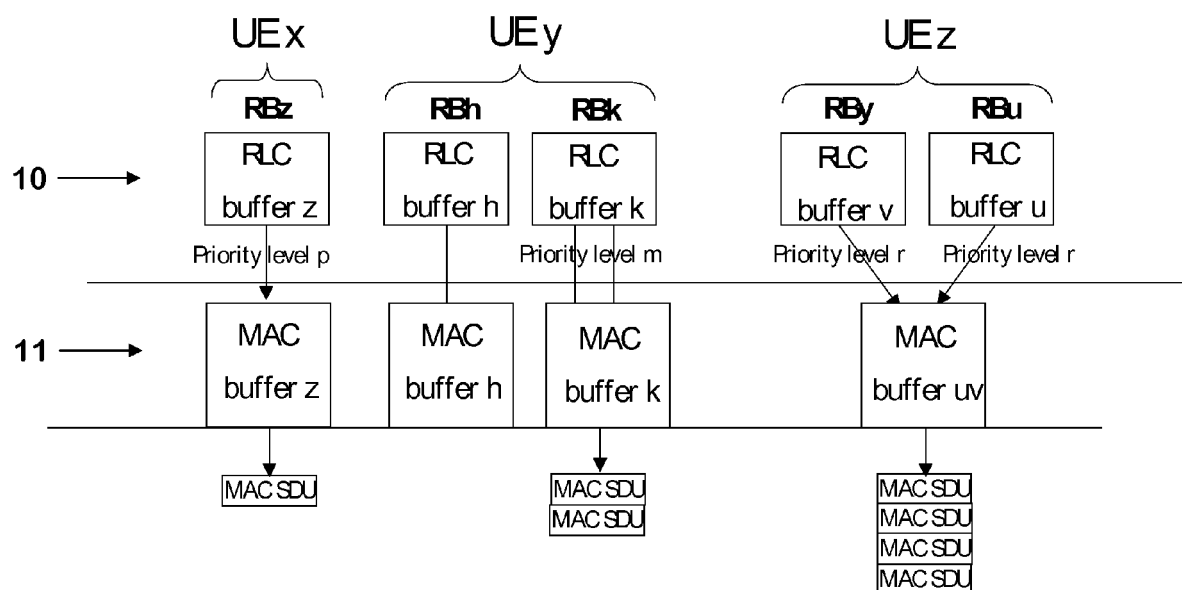 UEx UEy UEz
RBz RBh RBk RBy RBu
10
RLC buffer z
RLC buffer h
RLC buffer k
RLC buffer v
RLC buffer u
Priority level p Priority level m Priority level r Priority level r
11
MAC buffer z
MAC buffer h
MAC buffer k
MAC buffer uv
MAC SDU
MAC SDU
MAC SDU
MAC SDU
MAC SDU
MAC SDU
MAC SDU